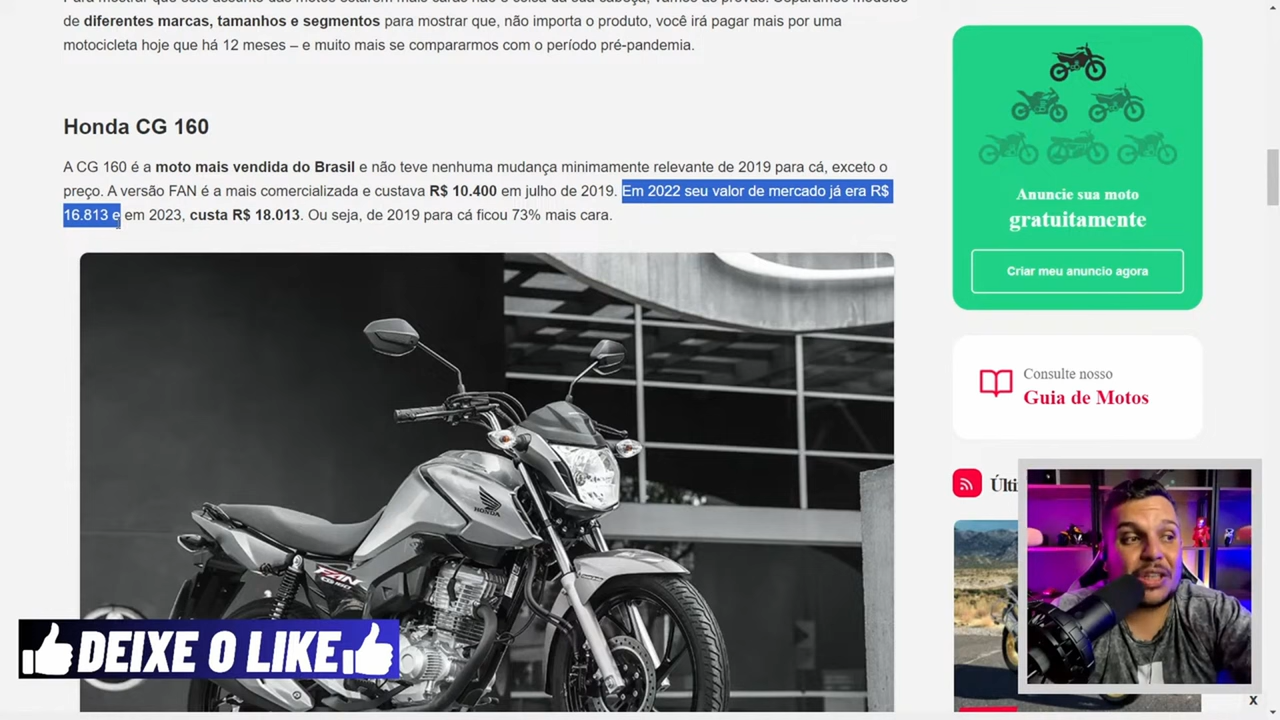 de diferentes marcas, tamanhos e segmentos para mostrar que, não importa o produto, você irá pagar mais por uma
motocicleta hoje que há 12 meses – e muito mais se compararmos com o período pré-pandemia.
Honda CG 160
A CG 160 é a moto mais vendida do Brasil e não teve nenhuma mudança minimamente relevante de 2019 para cá, exceto o
preço. A versão FAN é a mais comercializada e custava R$ 10.400 em julho de 2019. Em 2022 seu valor de mercado já era R$
16.813 e em 2023, custa R$ 18.013. Ou seja, de 2019 para cá ficou 73% mais cara.
HONDA
FAN
DEIXE O LIKE
Anuncie sua moto
gratuitamente
Criar meu anuncio agora
Consulte nosso
Guia de Motos
Últi
X